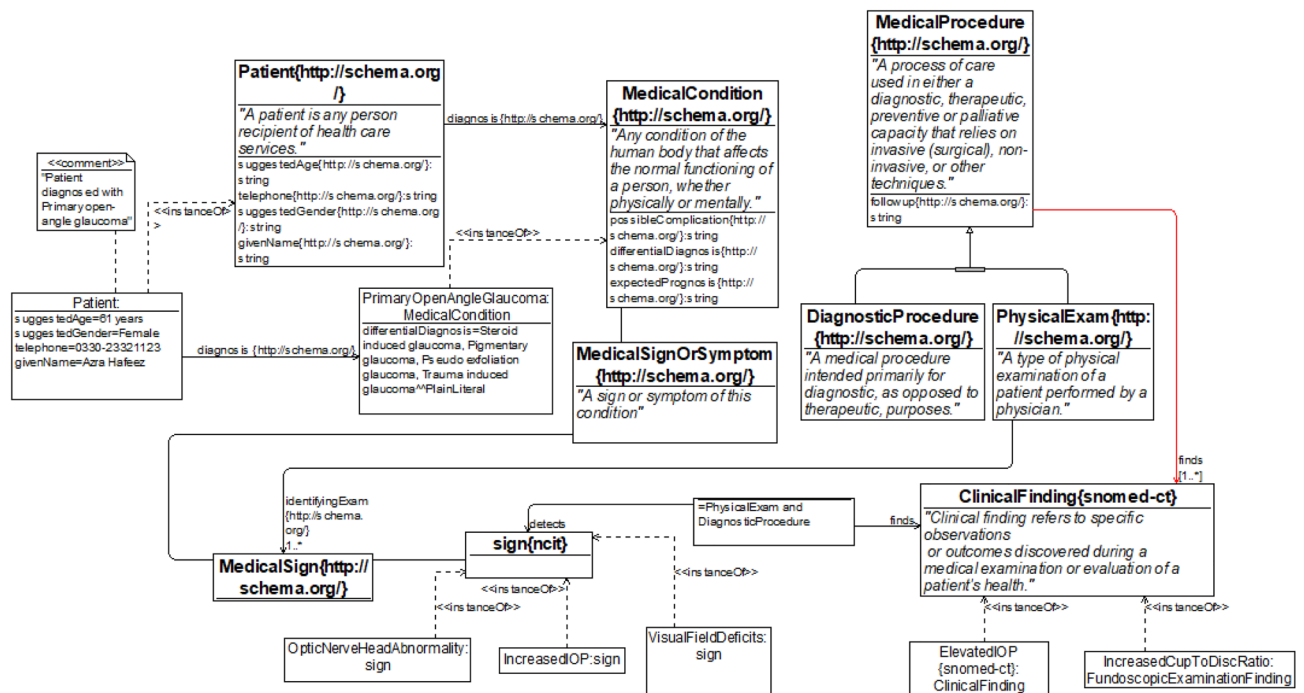 MedicalProcedure
{http://schema.org/}
"A process of care
used in either a
diagnostic, therapeutic,
preventive or palliative
capacity that relies on
invasive (surgical), non-
invasive, or other
techniques."
followup{http://schema.org/}:
string
Patient{http://schema.org
/}
"A patient is any person
recipient of health care
services."
suggestedAge{http://schema.org/}:
string
telephone{http://schema.org/}:string
suggestedGender{http://schema.org
/}:string
givenName{http://schema.org/}:
string
diagnosis{http://schema.org/}
MedicalCondition
{http://schema.org/}
"Any condition of the
human body that affects
the normal functioning of
a person, whether
physically or mentally."
possibleComplication{http://
schema.org/}:string
differentialDiagnosis{http://
schema.org/}:string
expectedPrognosis{http://
schema.org/}:string
<<comment>>
"Patient
diagnosed with
Primary open-
angle glaucoma"
<<instanceOf>
>
<<instanceOf>>
Patient:
suggestedAge=61 years
suggestedGender=Female
telephone=0330-23321123
givenName=Azra Hafeez
diagnosis {http://schema.org/}
PrimaryOpenAngleGlaucoma:
MedicalCondition
differentialDiagnosis=Steroid
induced glaucoma, Pigmentary
glaucoma, Pseudo exfoliation
glaucoma, Trauma induced
glaucoma^^PlainLiteral
MedicalSignOrSymptom
{http://schema.org/}
"A sign or symptom of this
condition"
DiagnosticProcedure
{http://schema.org/}
"A medical procedure
intended primarily for
diagnostic, as opposed to
therapeutic, purposes."
PhysicalExam{http:
//schema.org/}
"A type of physical
examination of a
patient performed by a
physician."
finds
[1..*]
identifyingExam
{http://schema.
org/}
1..*
MedicalSign{http://
schema.org/}
detects
sign{ncit}
=PhysicalExam and
DiagnosticProcedure
finds
ClinicalFinding{snomed-ct}
"Clinical finding refers to specific
observations
or outcomes discovered during a
medical examination or evaluation of a
patient's health."
<<instanceOf>>
<<instanceOf>>
<<instanceOf>>
<<instanceOf>>
<<instanceOf>>
OpticNerveHeadAbnormality:
sign
IncreasedIOP:sign
VisualFieldDeficits:
sign
ElevatedIOP
{snomed-ct}:
ClinicalFinding
IncreasedCupToDiscRatio:
FundoscopicExaminationFinding